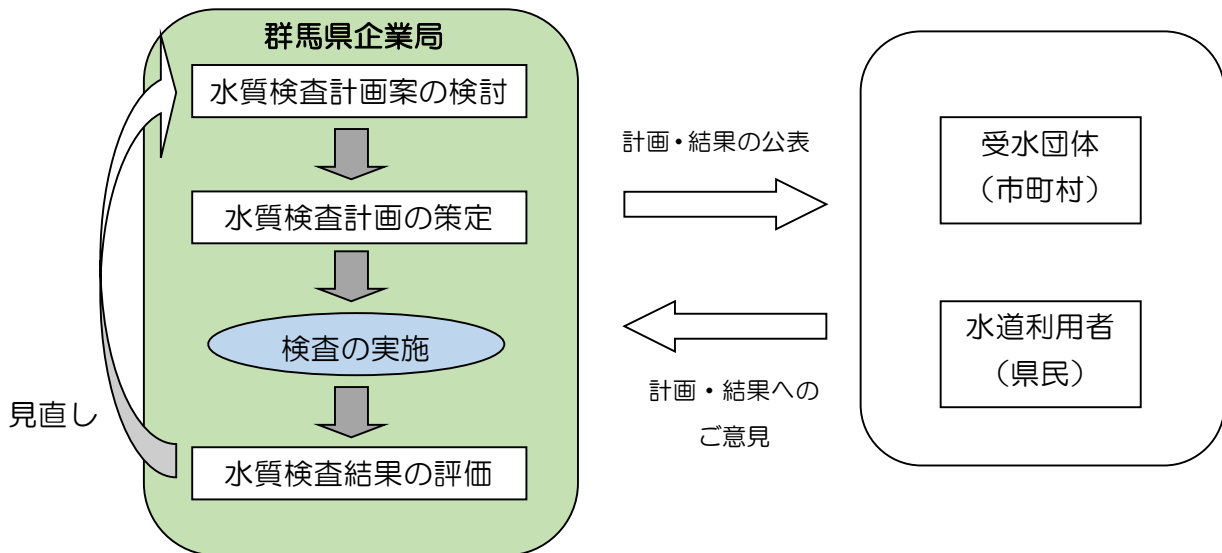 群馬県企業局
水質検査計画案の検討
水質検査計画の策定
検査の実施
水質検査結果の評価
見直し
計画・結果の公表
計画・結果への
ご意見
受水団体
（市町村）
水道利用者
（県民）